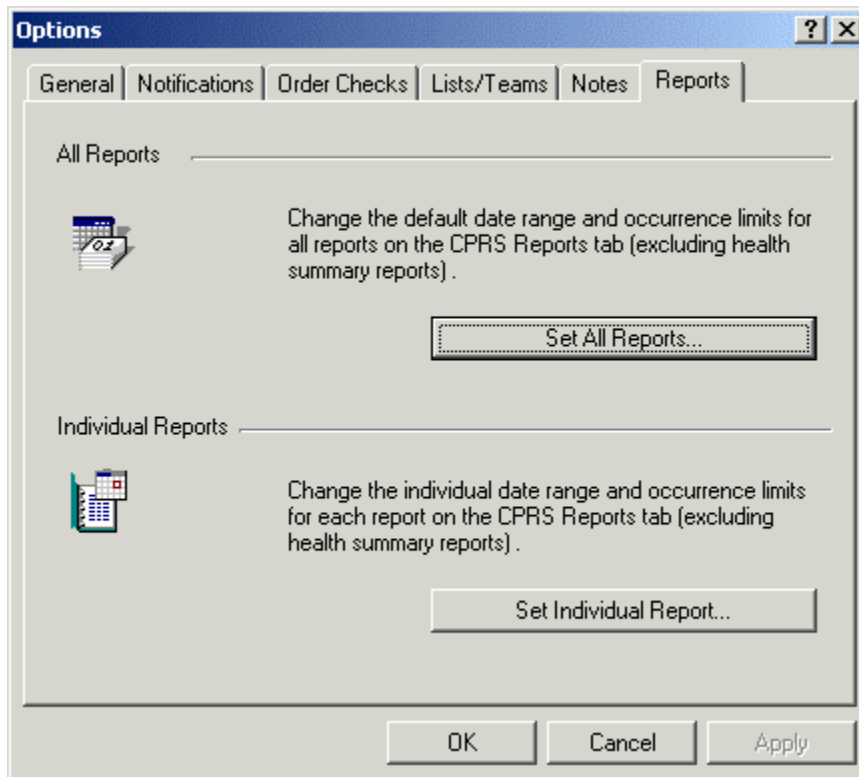 Options
General Notifications Order Checks Lists/Teams Notes Reports
All Reports
Change the default date range and occurrence limits for
all reports on the CPRS Reports tab (excluding health
summary reports) .
Set All Reports...
Individual Reports
Change the individual date range and occurrence limits
for each report on the CPRS Reports tab (excluding
health summary reports) .
Set Individual Report...
OK Cancel Apply